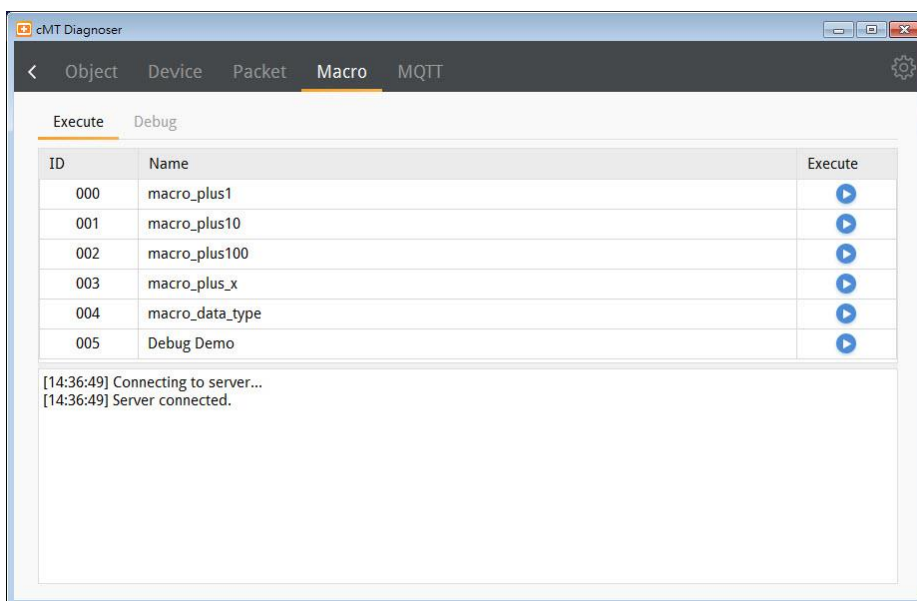 cMT Diagnoser
Object Device Packet Macro MQTT
Execute Debug
ID Name Execute
000 macro_plus1
001 macro_plus10
002 macro_plus100
003 macro_plus_x
004 macro_data_type
005 Debug Demo
[14:36:49] Connecting to server...
[14:36:49] Server connected.